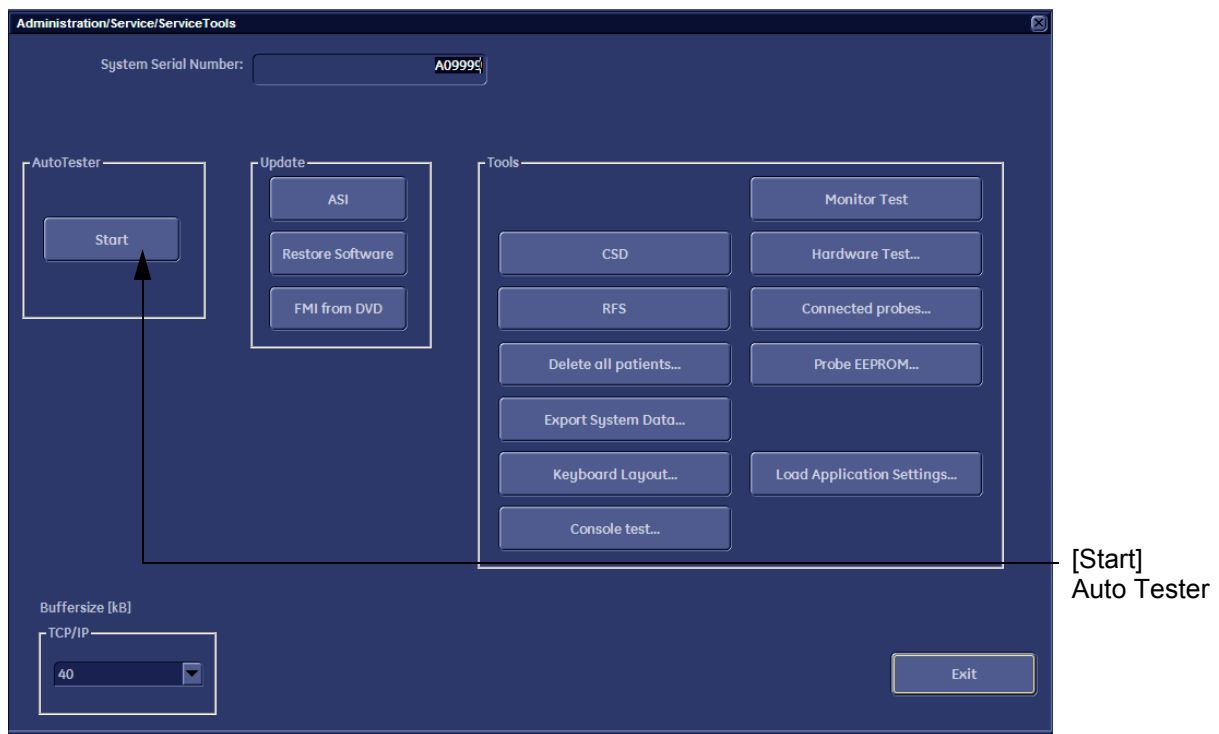 Administration/Service/ServiceTools
System Serial Number:
A09999
AutoTester
Start
Update
ASI
Restore Software
FMI from DVD
Tools
Monitor Test
CSD
Hardware Test...
RFS
Connected probes...
Delete all patients...
Probe EEPROM...
Export System Data...
Keyboard Layout...
Load Application Settings...
Console test...
[Start]
Auto Tester
Buffersize [kB]
TCP/IP
40
Exit